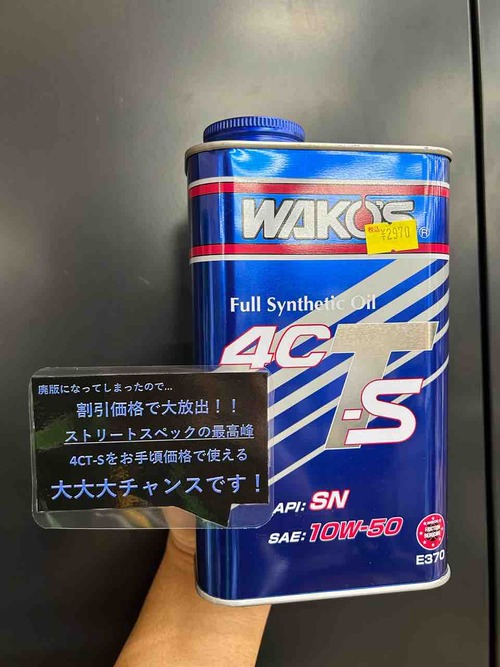 WAKO'S
®
税込
¥2970
Full Synthetic Oil
4CT-S
廃版になってしまったので...
割引価格で大放出！！
ストリートスペックの最高峰
4CT-Sをお手頃価格で使える
大大大チャンスです！
API: SN
SAE: 10W-50
E370